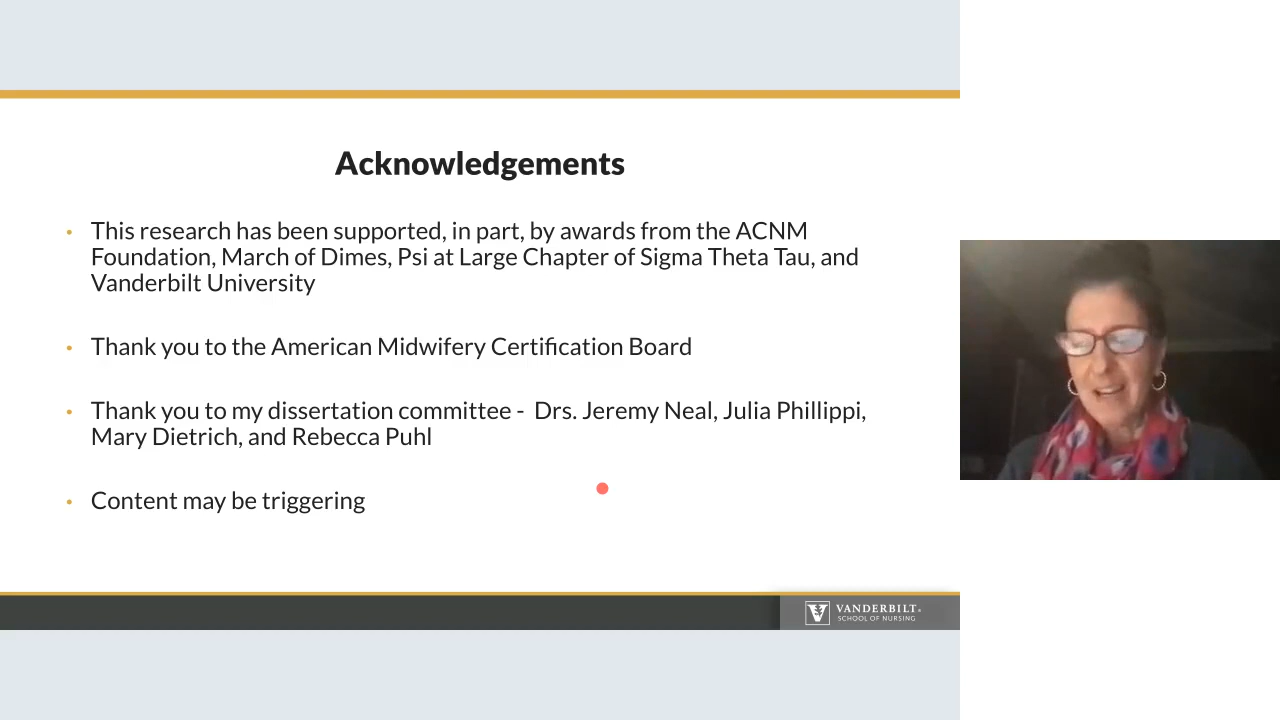 Acknowledgements
• This research has been supported, in part, by awards from the ACNM
Foundation, March of Dimes, Psi at Large Chapter of Sigma Theta Tau, and
Vanderbilt University
• Thank you to the American Midwifery Certification Board
• Thank you to my dissertation committee - Drs. Jeremy Neal, Julia Phillippi,
Mary Dietrich, and Rebecca Puhl
• Content may be triggering
VANDERBILT
SCHOOL OF NURSING